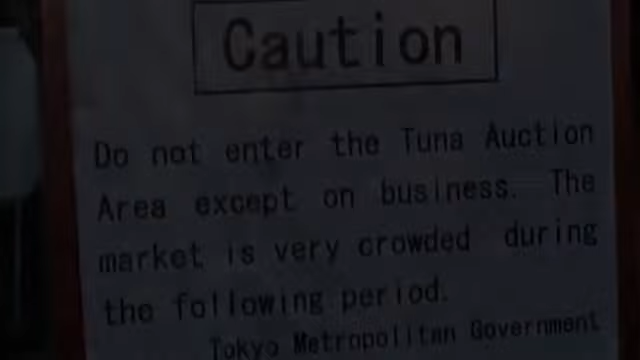 Caution
Do not enter the Tuna Auction
Area except on business. The
market is very crowded during
the following period.
Tokyo Metropolitan Government